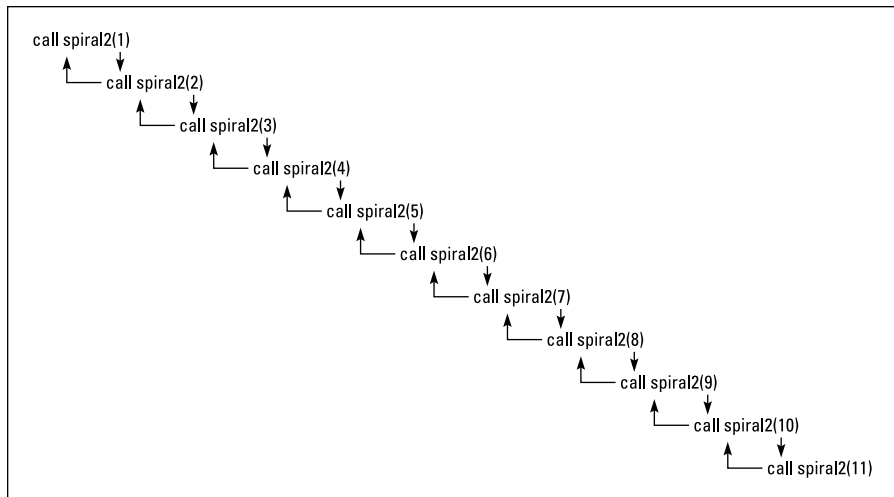 call spiral2(1)
call spiral2(2)
call spiral2(3)
call spiral2(4)
call spiral2(5)
call spiral2(6)
call spiral2(7)
call spiral2(8)
call spiral2(9)
call spiral2(10)
call spiral2(11)